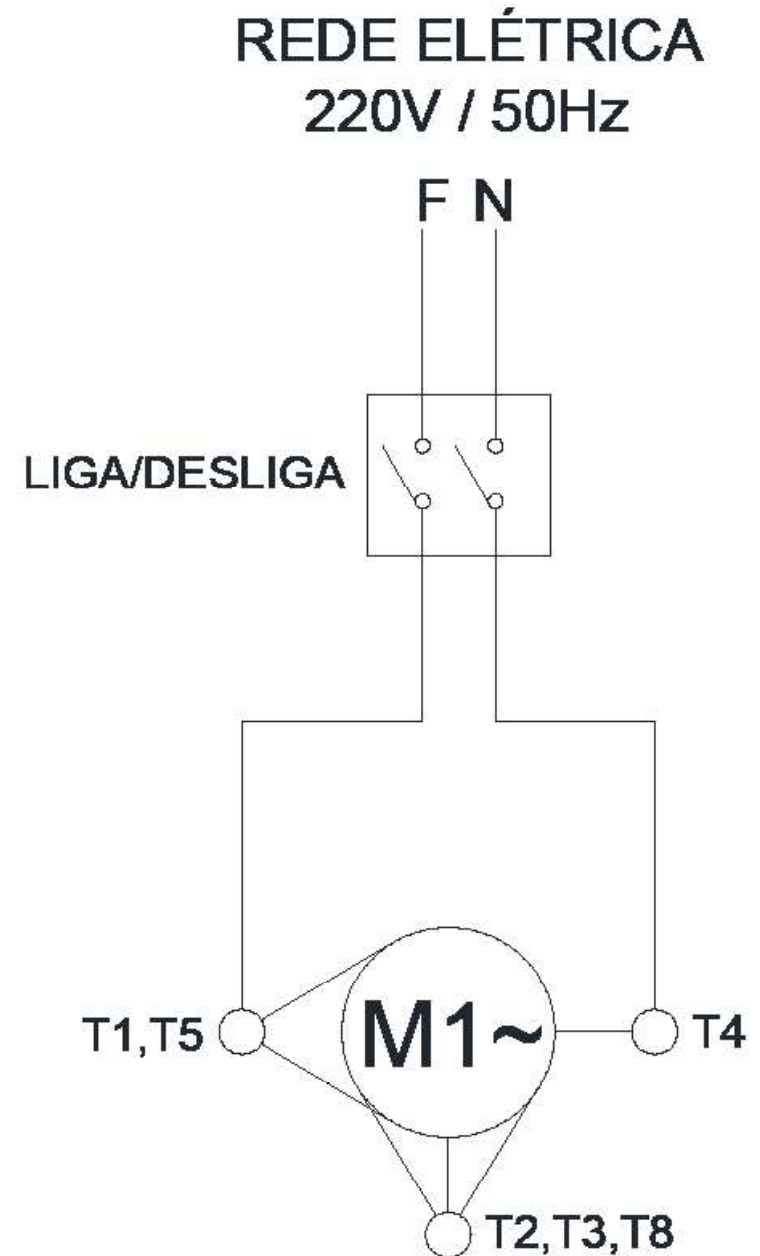 REDE ELÉTRICA
220V / 50Hz
F N
LIGA/DESLIGA
T1,T5
M1~
T4
T2,T3,T8